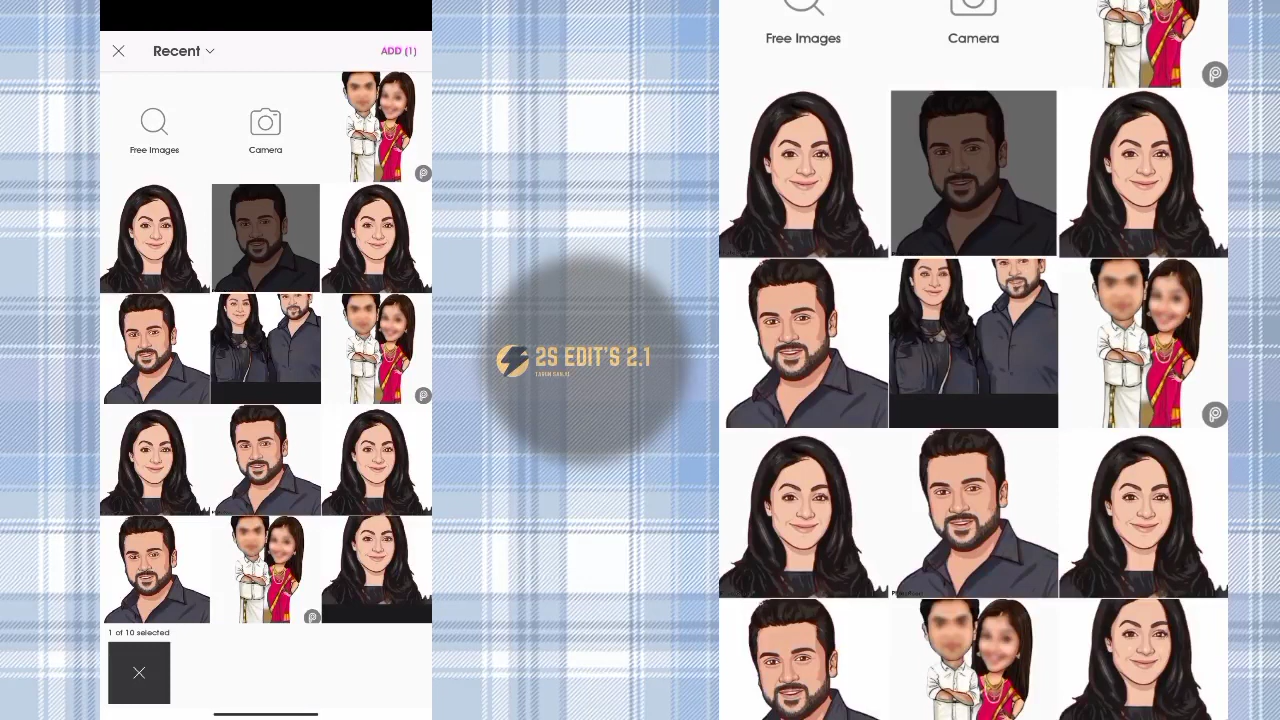 Recent
ADD (1)
Free Images
Camera
1 of 10 selected
2S EDIT'S 2.1
Free Images
Camera